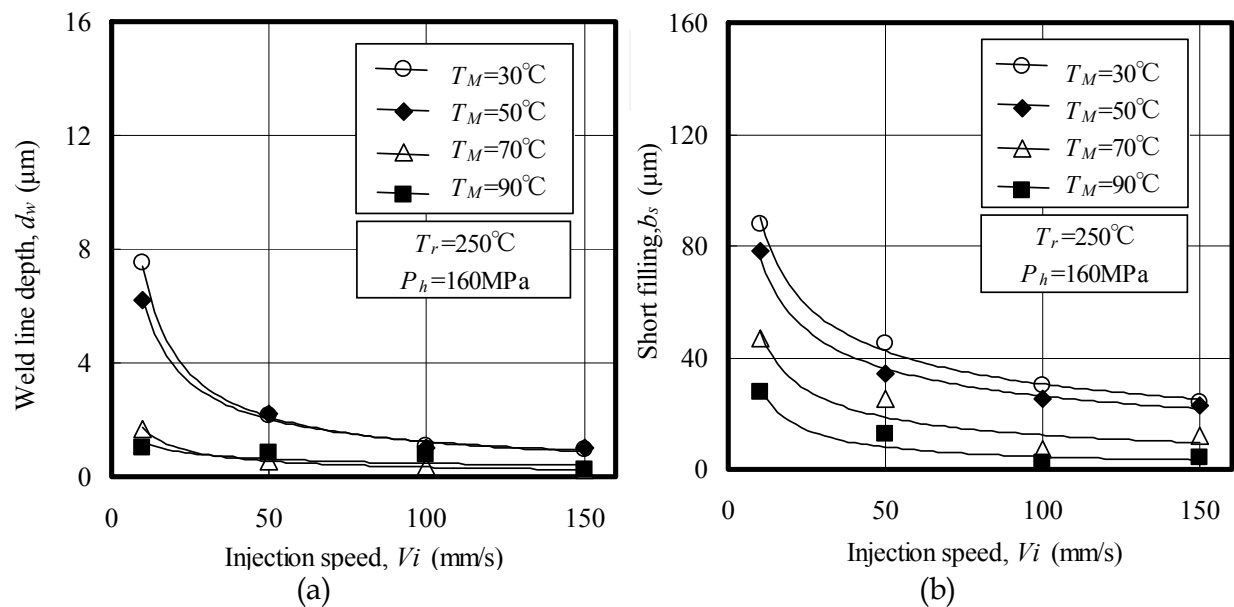 16
12
8
4
0
0
50
100
150
Weld line depth, dw (μm)
Injection speed, Vi (mm/s)
TM=30℃
TM=50℃
TM=70℃
TM=90℃
Tr=250℃
Ph=160MPa
(a)
160
120
80
40
0
0
50
100
150
Short filling,bs (μm)
Injection speed, Vi (mm/s)
TM=30℃
TM=50℃
TM=70℃
TM=90℃
Tr=250℃
Ph=160MPa
(b)